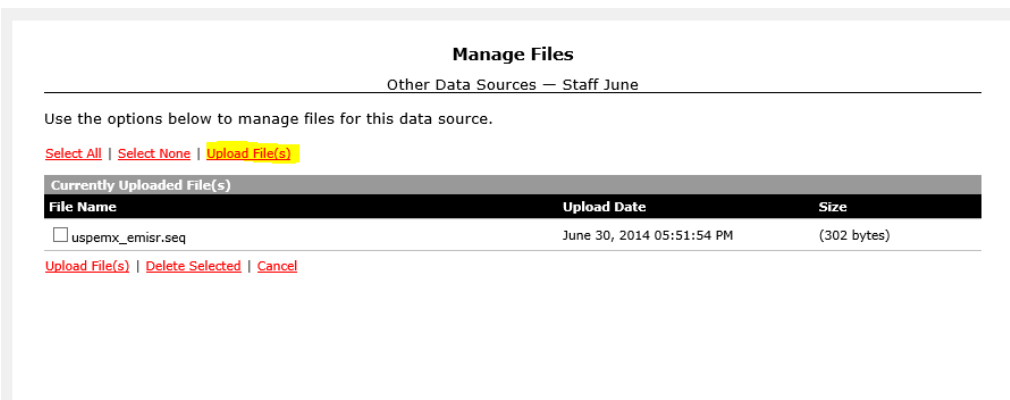 Manage Files
Other Data Sources — Staff June
Use the options below to manage files for this data source.
Select All | Select None | Upload File(s)
Currently Uploaded File(s)
File Name Upload Date Size
uspemx_emisr.seq June 30, 2014 05:51:54 PM (302 bytes)
Upload File(s) | Delete Selected | Cancel